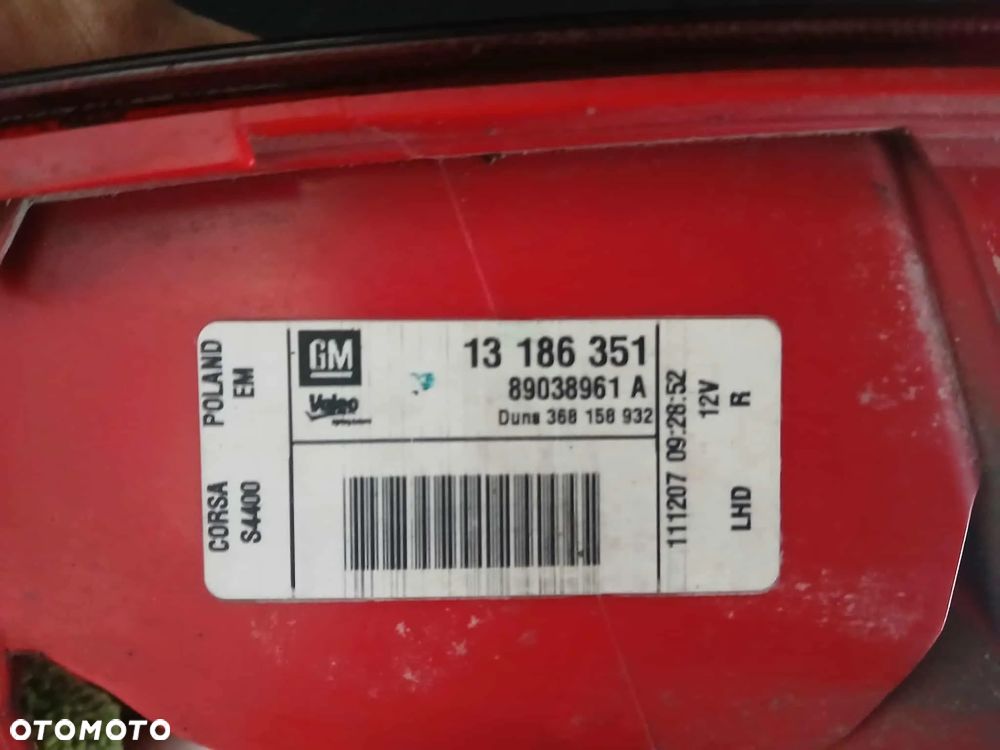 CORSA POLAND
S4400 EM
GM
Valeo
13 186 351
89038961 A
Duns 368 158 932
111207 09:28:52
12V
LHD R
OTOMOTO